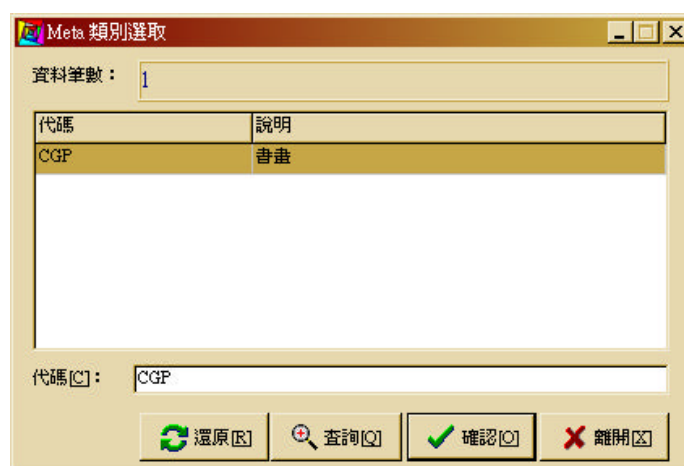 Meta 類別選取
資料筆數： 1
代碼 說明
CGP 書畫
代碼[C]： CGP
還原[R] 查詢[Q] 確認[O] 離開[X]